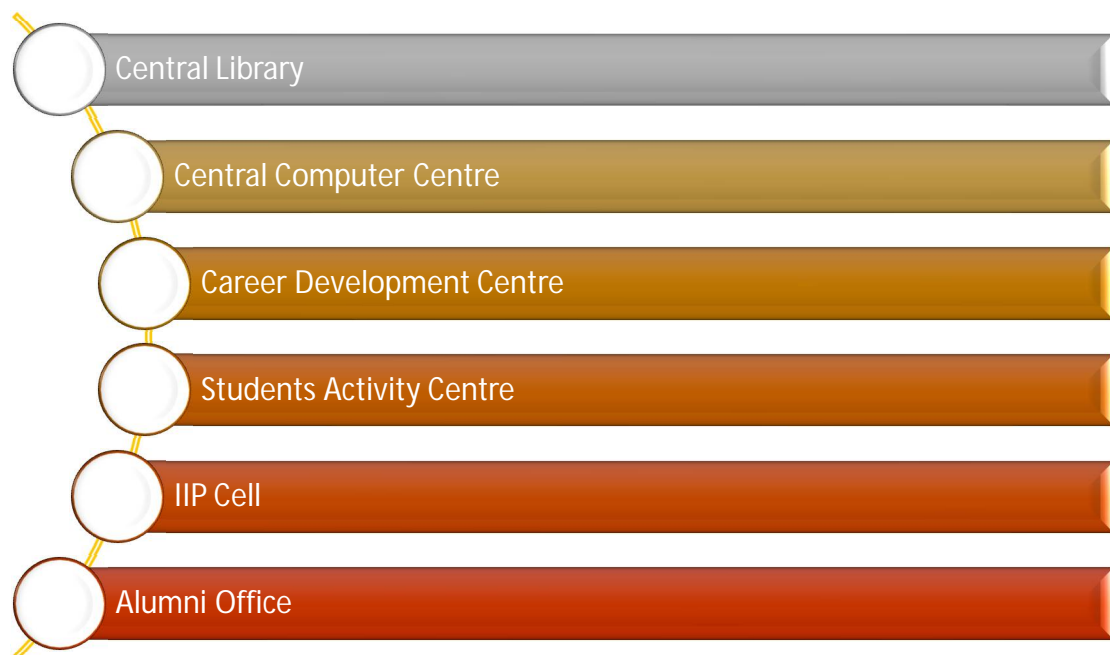 Central Library
Central Computer Centre
Career Development Centre
Students Activity Centre
IIP Cell
Alumni Office